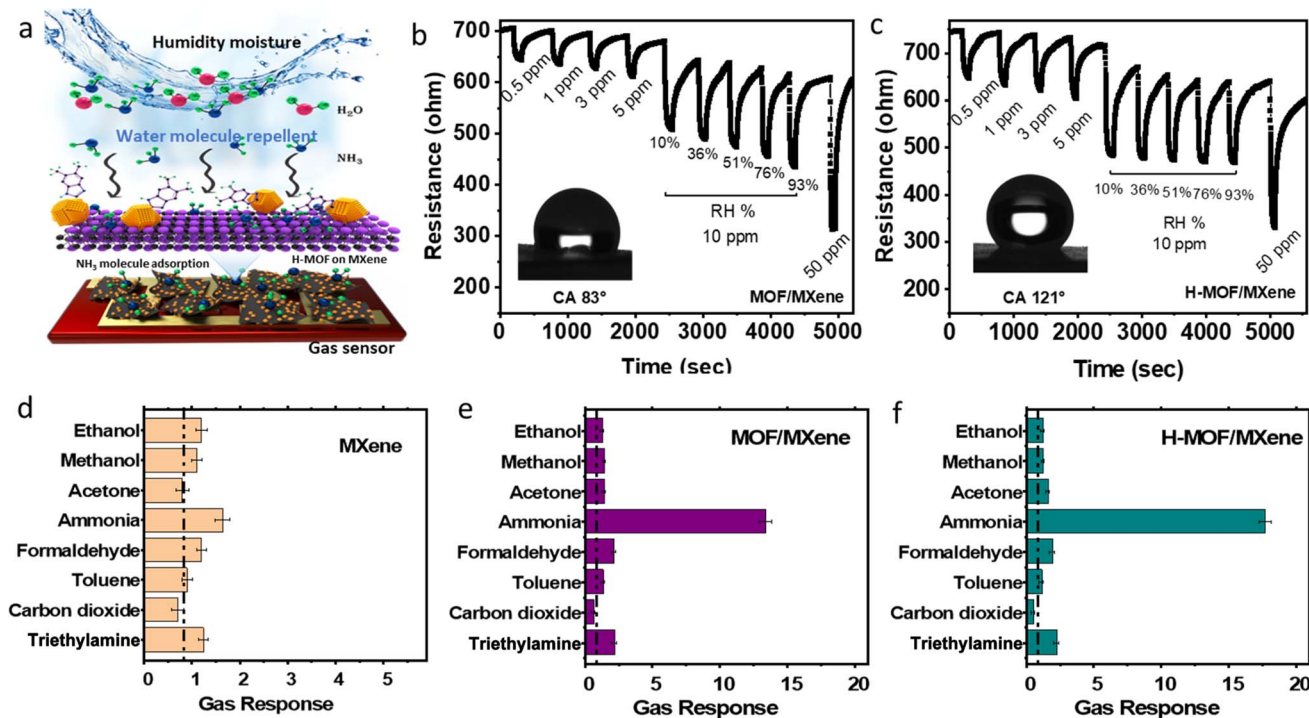 a
Humidity moisture
H₂O
Water molecule repellent
NH₃
NH₃ molecule adsorption
H-MOF on MXene
Gas sensor
b
Resistance (ohm)
700
600
500
400
300
200
0.5 ppm
1 ppm
3 ppm
5 ppm
10%
36%
51%
76%
93%
RH %
10 ppm
50 ppm
CA 83°
MOF/MXene
0 1000 2000 3000 4000 5000
Time (sec)
c
Resistance (ohm)
750
700
650
600
550
500
450
400
350
300
250
200
0.5 ppm
1 ppm
3 ppm
5 ppm
10% 36% 51% 76% 93%
RH %
10 ppm
50 ppm
CA 121°
H-MOF/MXene
0 1000 2000 3000 4000 5000
Time (sec)
d
MXene
Ethanol
Methanol
Acetone
Ammonia
Formaldehyde
Toluene
Carbon dioxide
Triethylamine
0 1 2 3 4 5
Gas Response
e
MOF/MXene
Ethanol
Methanol
Acetone
Ammonia
Formaldehyde
Toluene
Carbon dioxide
Triethylamine
0 5 10 15 20
Gas Response
f
H-MOF/MXene
Ethanol
Methanol
Acetone
Ammonia
Formaldehyde
Toluene
Carbon dioxide
Triethylamine
0 5 10 15 20
Gas Response